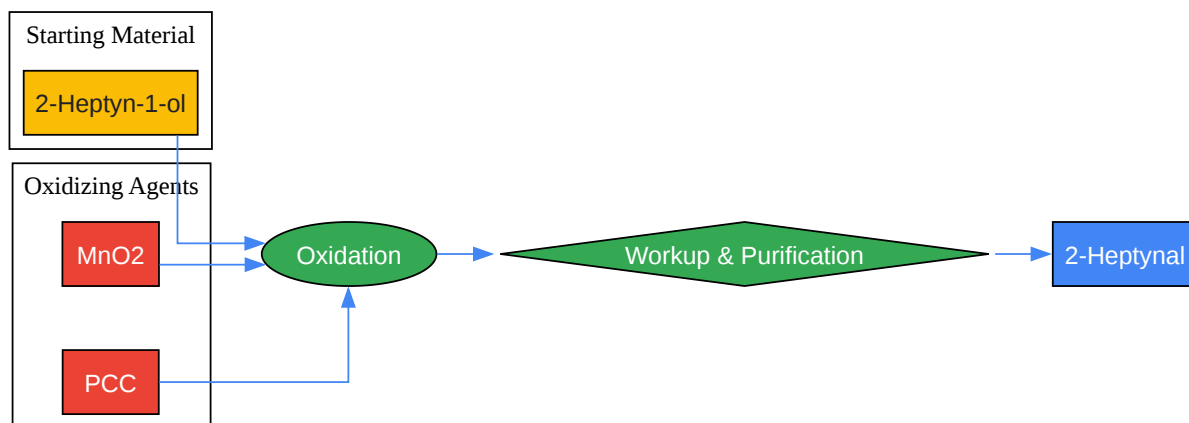 Starting Material
2-Heptyn-1-ol
Oxidizing Agents
MnO2
Oxidation
Workup & Purification
2-Heptynal
PCC